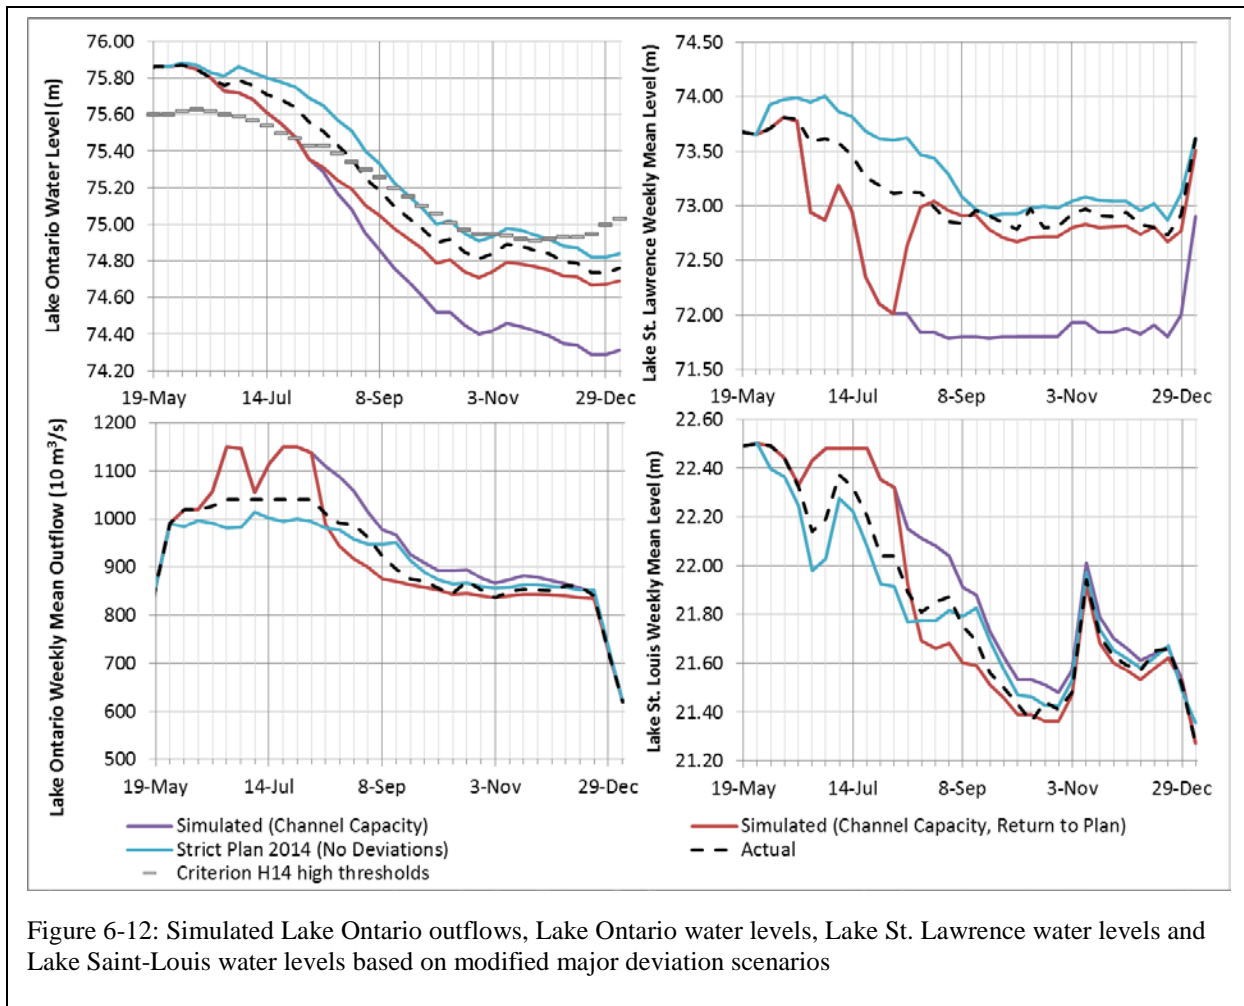 Lake Ontario Water Level (m)
76.00
75.80
75.60
75.40
75.20
75.00
74.80
74.60
74.40
74.20
19-May 14-Jul 8-Sep 3-Nov 29-Dec
Lake St. Lawrence Weekly Mean Level (m)
74.50
74.00
73.50
73.00
72.50
72.00
71.50
19-May 14-Jul 8-Sep 3-Nov 29-Dec
Lake Ontario Weekly Mean Outflow (10 m³/s)
1200
1100
1000
900
800
700
600
500
19-May 14-Jul 8-Sep 3-Nov 29-Dec
Lake St. Louis Weekly Mean Level (m)
22.60
22.40
22.20
22.00
21.80
21.60
21.40
21.20
19-May 14-Jul 8-Sep 3-Nov 29-Dec
Simulated (Channel Capacity)
Strict Plan 2014 (No Deviations)
Criterion H14 high thresholds
Simulated (Channel Capacity, Return to Plan)
Actual
Figure 6-12: Simulated Lake Ontario outflows, Lake Ontario water levels, Lake St. Lawrence water levels and
Lake Saint-Louis water levels based on modified major deviation scenarios